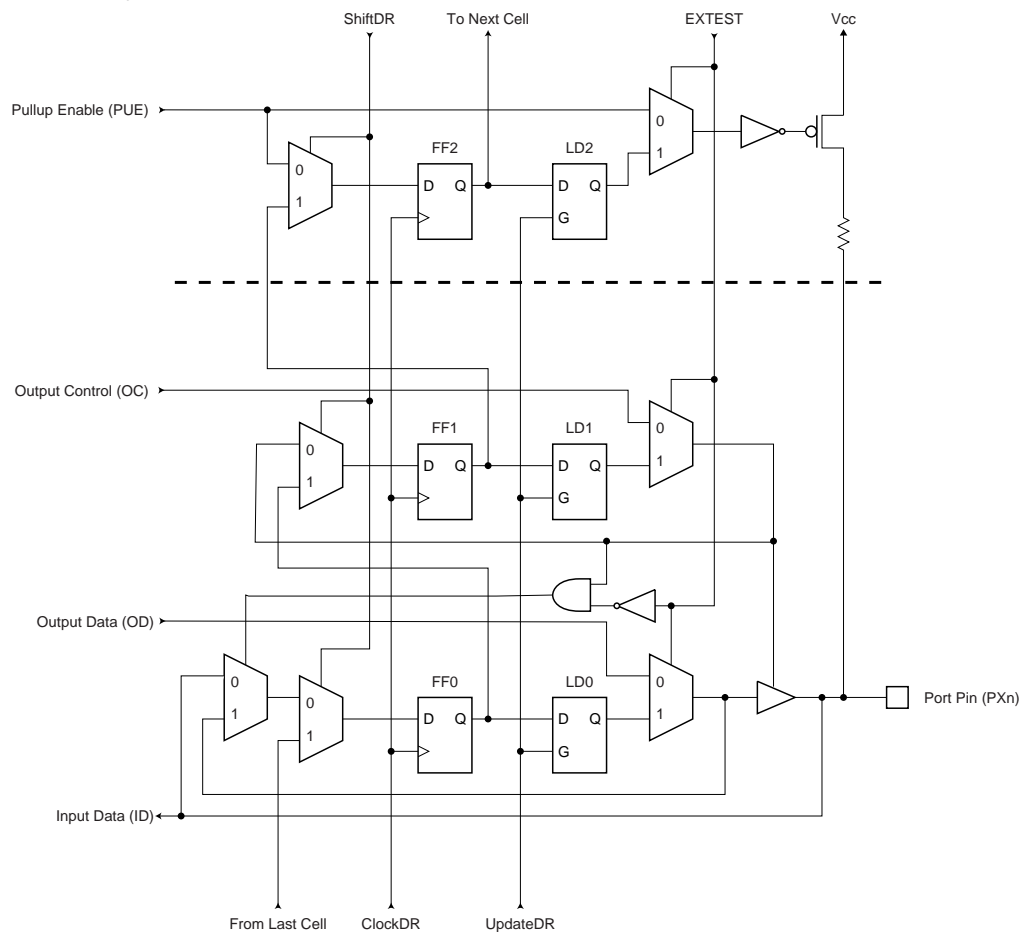 ShiftDR To Next Cell EXTEST Vcc
Pullup Enable (PUE)
0
1
FF2 LD2
0
1
D Q D Q
G
Output Control (OC)
0
1
FF1 LD1
0
1
D Q D Q
G
Output Data (OD)
0
1
0
1
FF0 LD0
0
1
D Q D Q
G
Port Pin (PXn)
Input Data (ID)
From Last Cell ClockDR UpdateDR